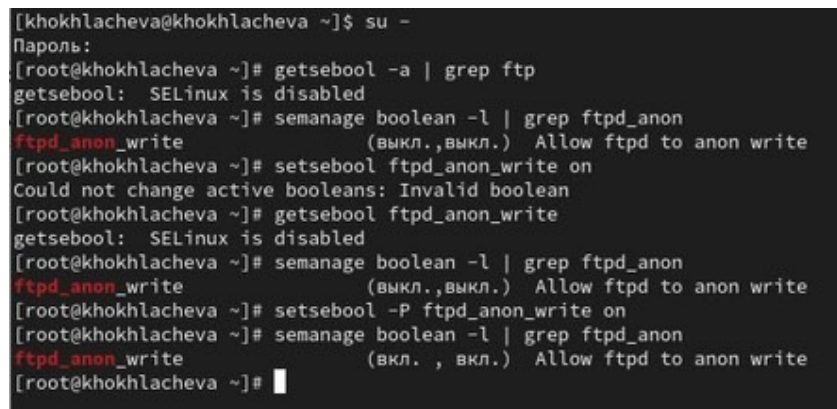 [khokhlacheva@khokhlacheva ~]$ su -
Пароль:
[root@khokhlacheva ~]# getsebool -a | grep ftp
getsebool:  SELinux is disabled
[root@khokhlacheva ~]# semanage boolean -l | grep ftpd_anon
ftpd_anon_write                (выкл.,выкл.)  Allow ftpd to anon write
[root@khokhlacheva ~]# setsebool ftpd_anon_write on
Could not change active booleans: Invalid boolean
[root@khokhlacheva ~]# getsebool ftpd_anon_write
getsebool:  SELinux is disabled
[root@khokhlacheva ~]# semanage boolean -l | grep ftpd_anon
ftpd_anon_write                (выкл.,выкл.)  Allow ftpd to anon write
[root@khokhlacheva ~]# setsebool -P ftpd_anon_write on
[root@khokhlacheva ~]# semanage boolean -l | grep ftpd_anon
ftpd_anon_write                (вкл. , вкл.)  Allow ftpd to anon write
[root@khokhlacheva ~]#